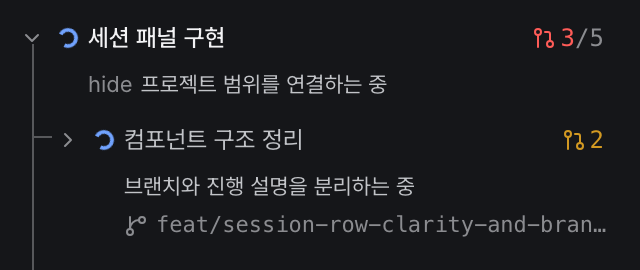 세션 패널 구현 3/5
hide 프로젝트 범위를 연결하는 중
컴포넌트 구조 정리 2
브랜치와 진행 설명을 분리하는 중
feat/session-row-clarity-and-bran…